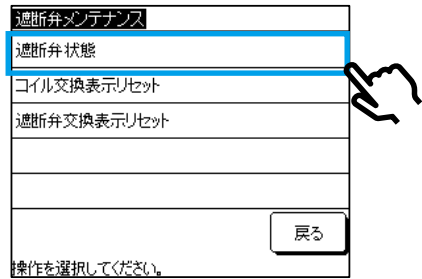 遮断弁メンテナンス
遮断弁状態
コイル交換表示リセット
遮断弁交換表示リセット
戻る
操作を選択してください。